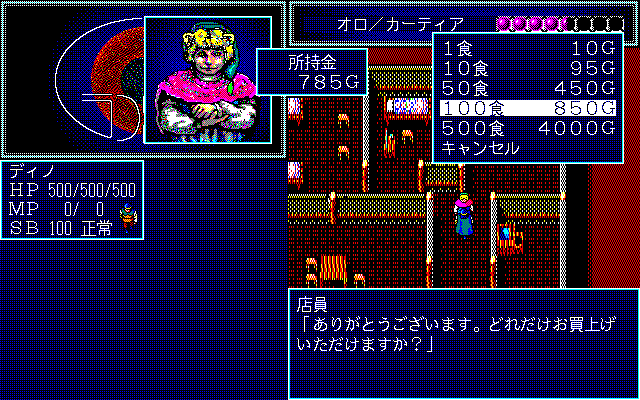 オロ／カーティア
所持金
785G
1食 10G
10食 95G
50食 450G
100食 850G
500食 4000G
キャンセル
ディノ
HP 500/500/500
MP 0/ 0
SB 100 正常
店員
「ありがとうございます。どれだけお買上げ
いただけますか？」